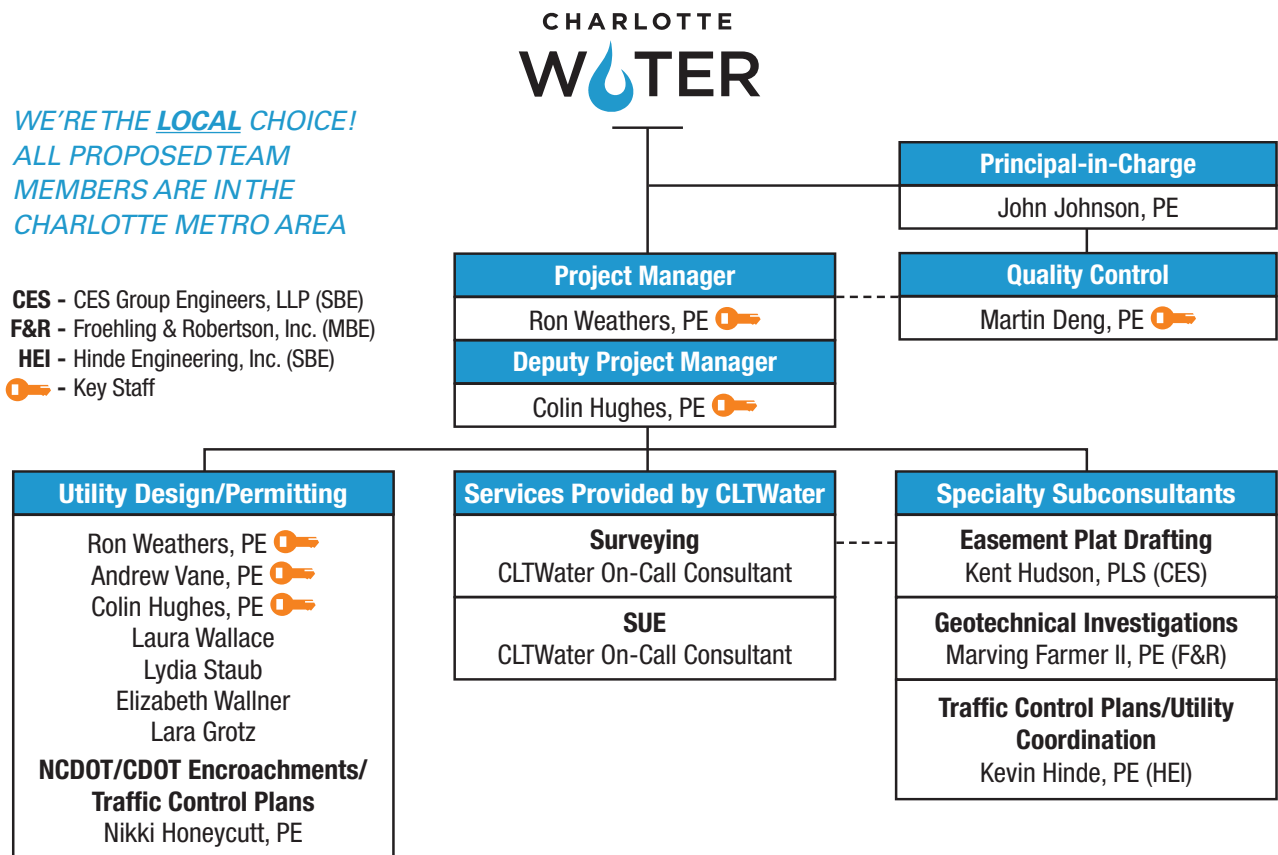 CHARLOTTE
WATER
WE'RE THE LOCAL CHOICE!
ALL PROPOSED TEAM
MEMBERS ARE IN THE
CHARLOTTE METRO AREA
CES - CES Group Engineers, LLP (SBE)
F&R - Froehling & Robertson, Inc. (MBE)
HEI - Hinde Engineering, Inc. (SBE)
- Key Staff
Principal-in-Charge
John Johnson, PE
Project Manager
Ron Weathers, PE
Quality Control
Martin Deng, PE
Deputy Project Manager
Colin Hughes, PE
Utility Design/Permitting
Ron Weathers, PE
Andrew Vane, PE
Colin Hughes, PE
Laura Wallace
Lydia Staub
Elizabeth Wallner
Lara Grotz
NCDOT/CDOT Encroachments/
Traffic Control Plans
Nikki Honeycutt, PE
Services Provided by CLTWater
Surveying
CLTWater On-Call Consultant
SUE
CLTWater On-Call Consultant
Specialty Subconsultants
Easement Plat Drafting
Kent Hudson, PLS (CES)
Geotechnical Investigations
Marving Farmer II, PE (F&R)
Traffic Control Plans/Utility
Coordination
Kevin Hinde, PE (HEI)